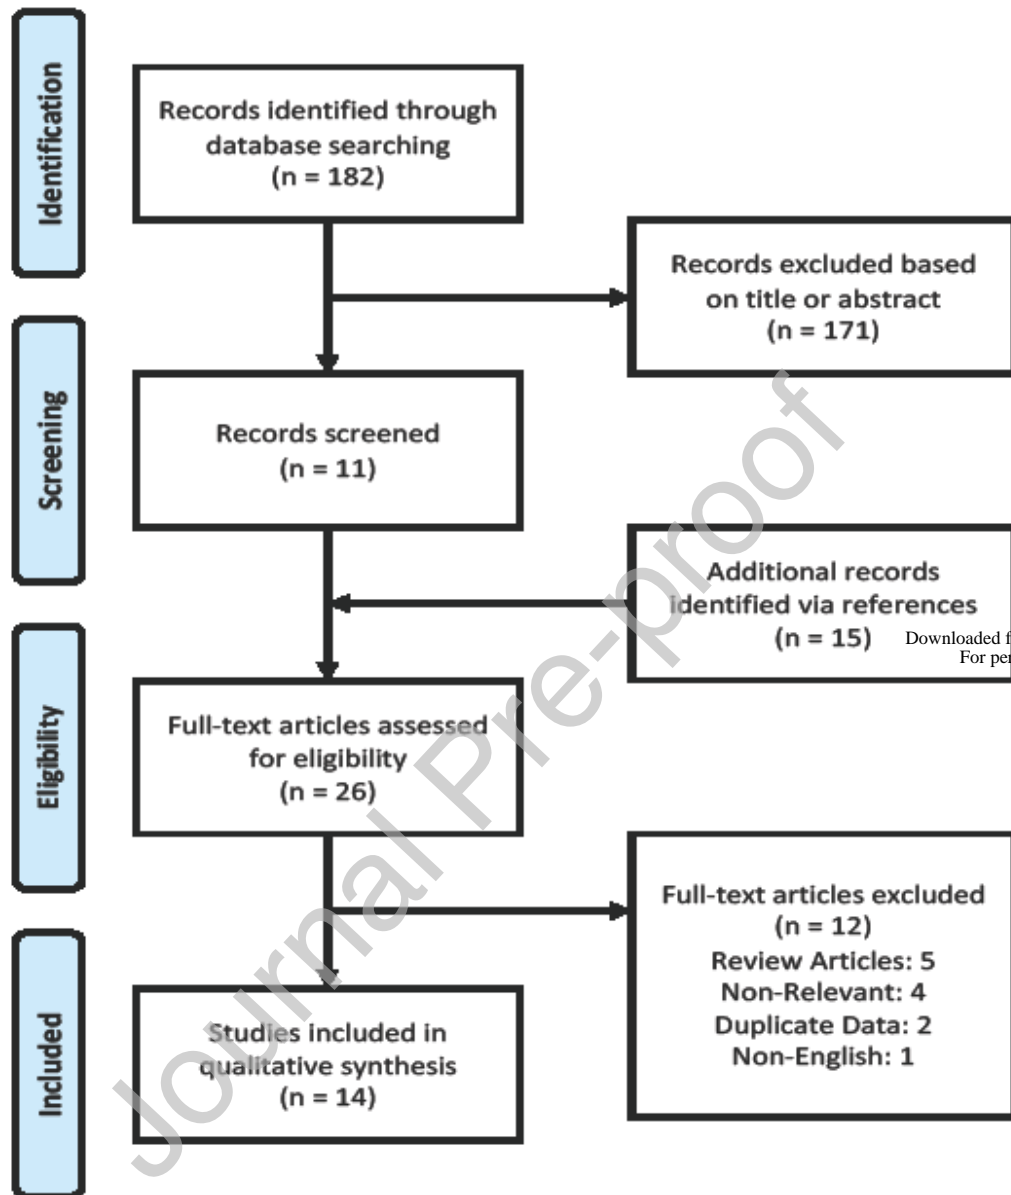 Identification
Records identified through
database searching
(n = 182)
Records excluded based
on title or abstract
(n = 171)
Screening
Records screened
(n = 11)
Additional records
identified via references
(n = 15)
Downloaded f
For per
Eligibility
Full-text articles assessed
for eligibility
(n = 26)
Full-text articles excluded
(n = 12)
Review Articles: 5
Non-Relevant: 4
Duplicate Data: 2
Non-English: 1
Included
Studies included in
qualitative synthesis
(n = 14)
Journal Pre-proof